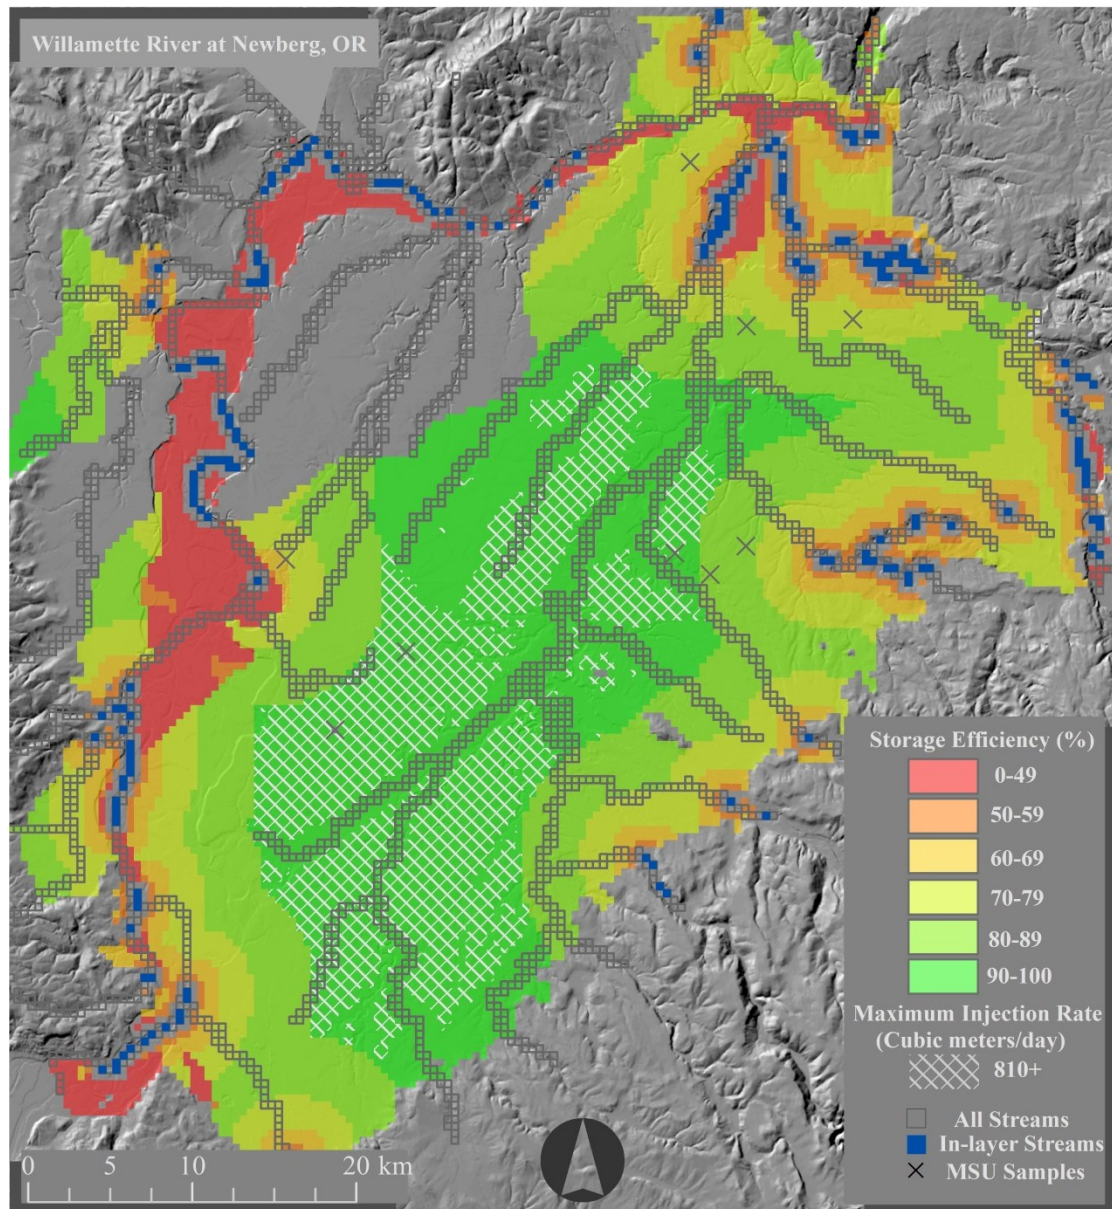 Willamette River at Newberg, OR
Storage Efficiency (%)
0-49
50-59
60-69
70-79
80-89
90-100
Maximum Injection Rate
(Cubic meters/day)
810+
All Streams
In-layer Streams
MSU Samples
0 5 10 20 km